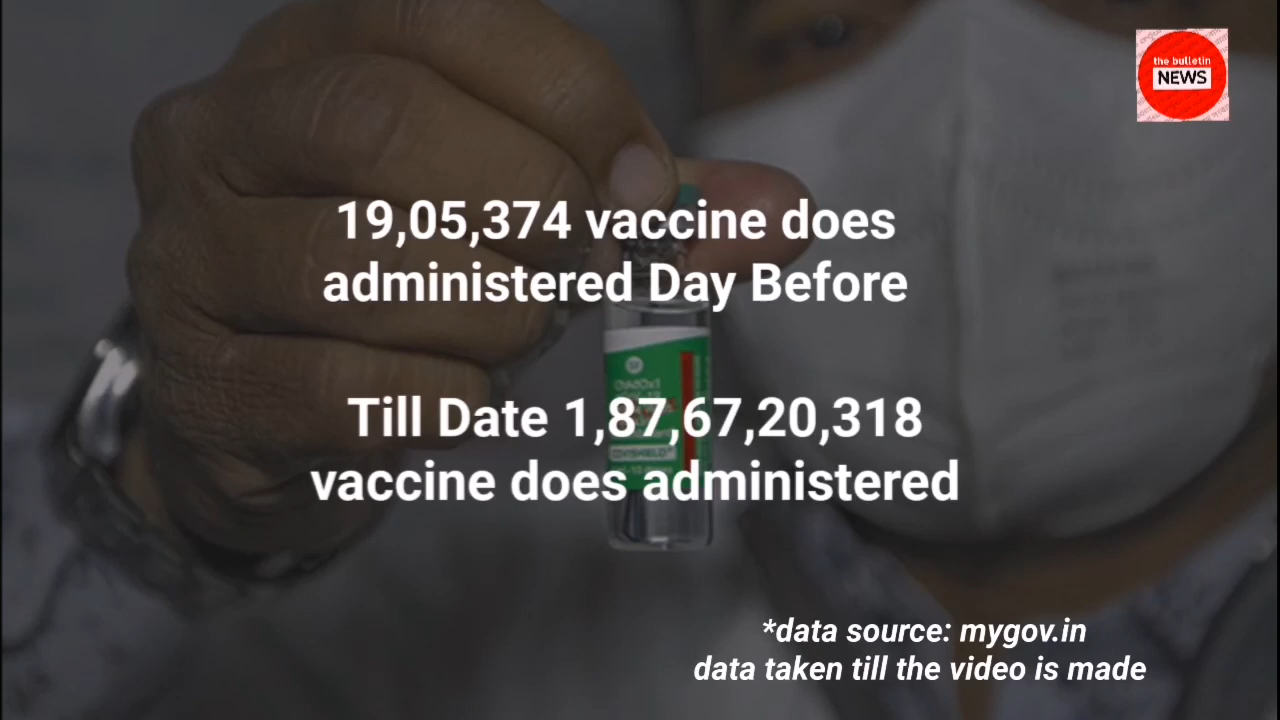 the bulletin
NEWS
19,05,374 vaccine does
administered Day Before
Till Date 1,87,67,20,318
vaccine does administered
COVISHIELD
*data source: mygov.in
data taken till the video is made